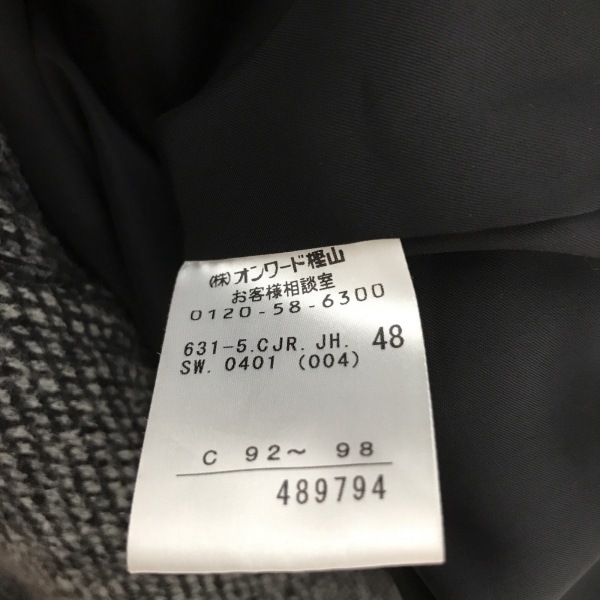 (株)オンワード樫山
お客様相談室
0120-58-6300
631-5.CJR.JH. 48
SW. 0401 (004)
C 92～ 98
489794